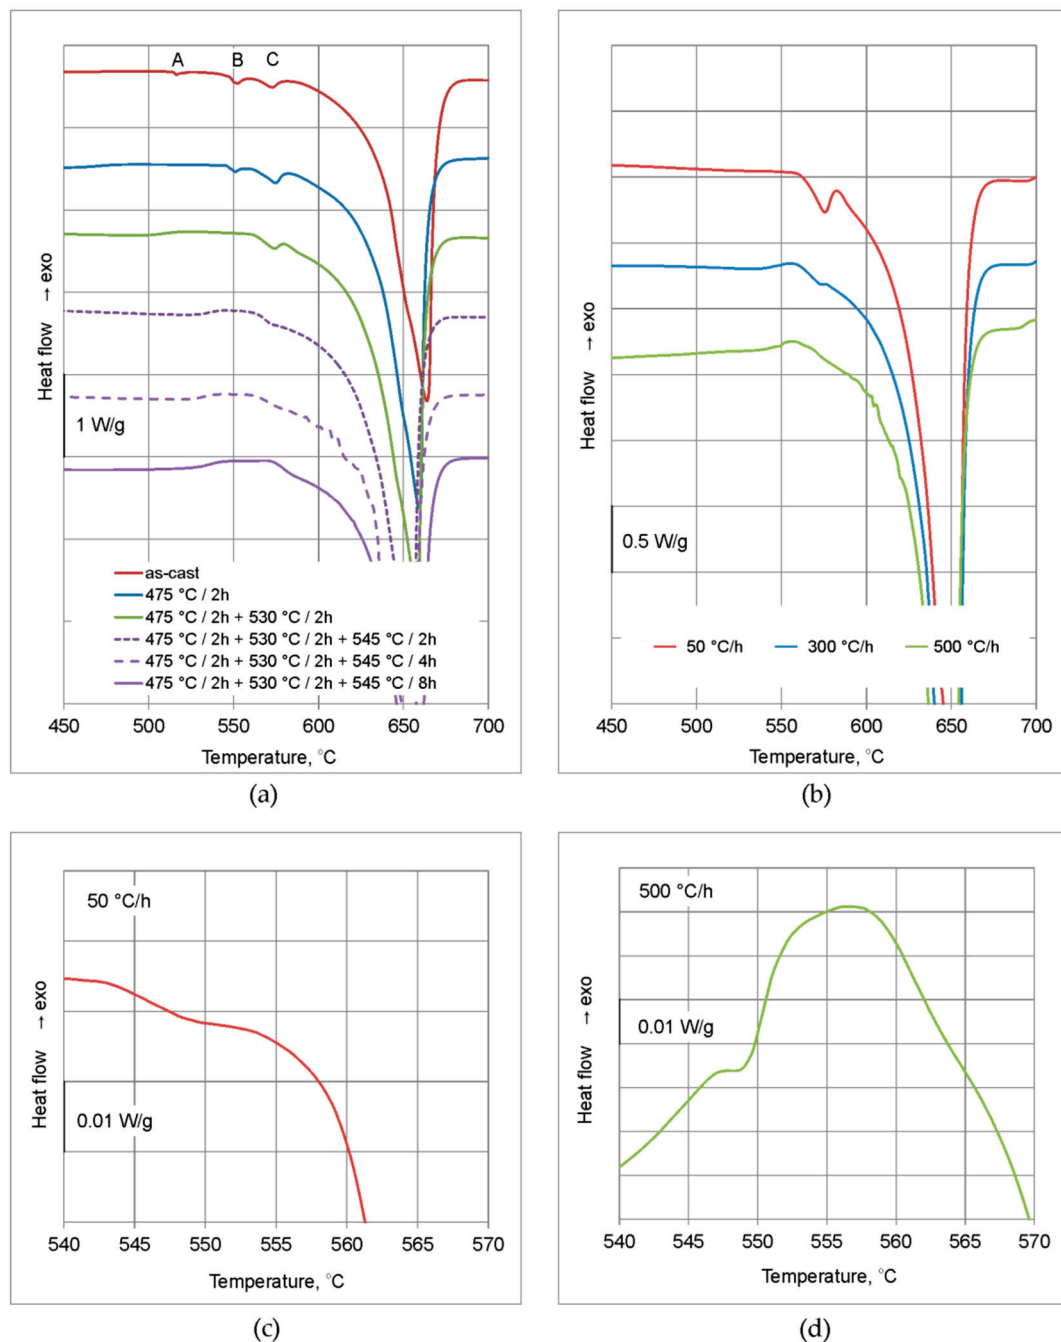 A B C
Heat flow → exo
1 W/g
as-cast
475 °C / 2h
475 °C / 2h + 530 °C / 2h
475 °C / 2h + 530 °C / 2h + 545 °C / 2h
475 °C / 2h + 530 °C / 2h + 545 °C / 4h
475 °C / 2h + 530 °C / 2h + 545 °C / 8h
450 500 550 600 650 700
Temperature, °C
(a)
Heat flow → exo
0.5 W/g
50 °C/h 300 °C/h 500 °C/h
450 500 550 600 650 700
Temperature, °C
(b)
50 °C/h
Heat flow → exo
0.01 W/g
540 545 550 555 560 565 570
Temperature, °C
(c)
500 °C/h
Heat flow → exo
0.01 W/g
540 545 550 555 560 565 570
Temperature, °C
(d)